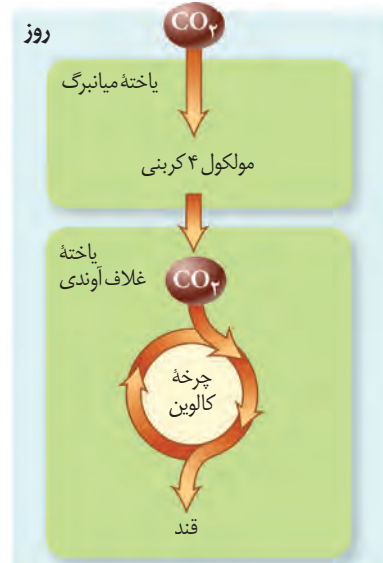 روز
CO۲
یاختهٔ میانبرگ
مولکول ۴ کربنی
یاختهٔ
غلاف آوندی
CO۲
چرخهٔ
کالوین
قند